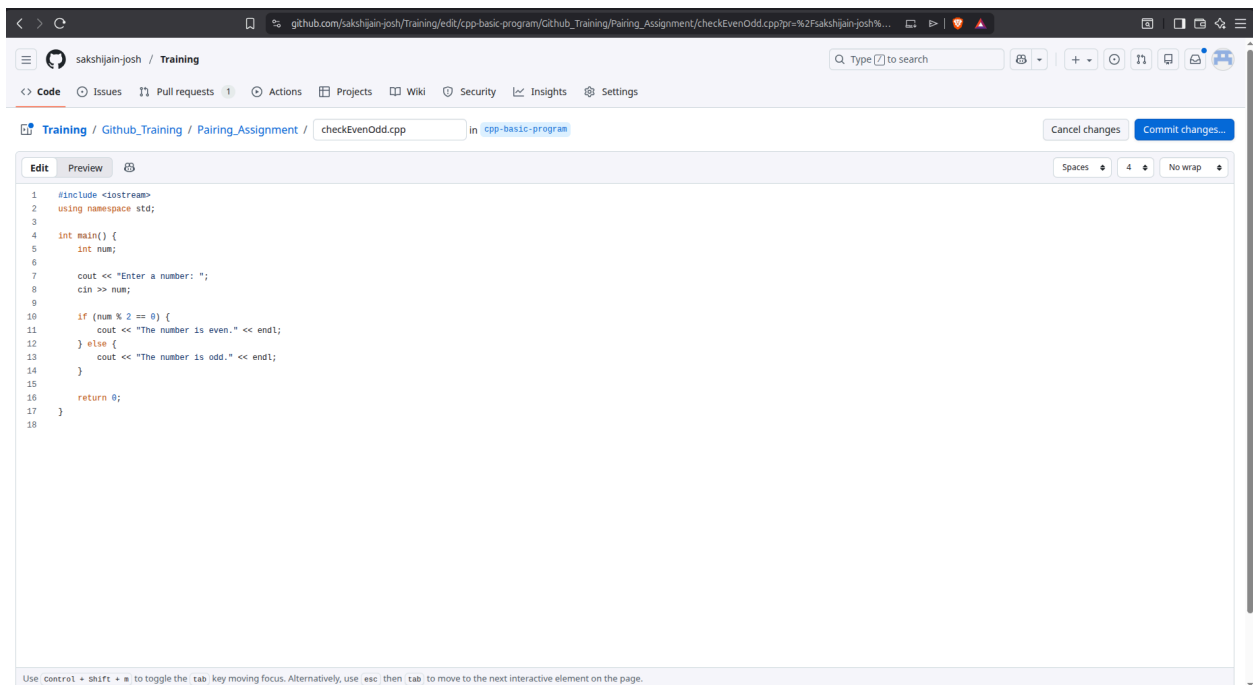 github.com/sakshijain-josh/Training/edit/cpp-basic-program/Github_Training/Pairing_Assignment/checkEvenOdd.cpp?pr=%2Fsakshijain-josh%...
sakshijain-josh / Training
Type / to search
Code Issues Pull requests 1 Actions Projects Wiki Security Insights Settings
Training / Github_Training / Pairing_Assignment / checkEvenOdd.cpp in cpp-basic-program
Cancel changes Commit changes...
Edit Preview
Spaces 4 No wrap
1 #include <iostream>
2 using namespace std;
3
4 int main() {
5     int num;
6
7     cout << "Enter a number: ";
8     cin >> num;
9
10     if (num % 2 == 0) {
11         cout << "The number is even." << endl;
12     } else {
13         cout << "The number is odd." << endl;
14     }
15
16     return 0;
17 }
18
Use Control + Shift + m to toggle the tab key moving focus. Alternatively, use esc then tab to move to the next interactive element on the page.